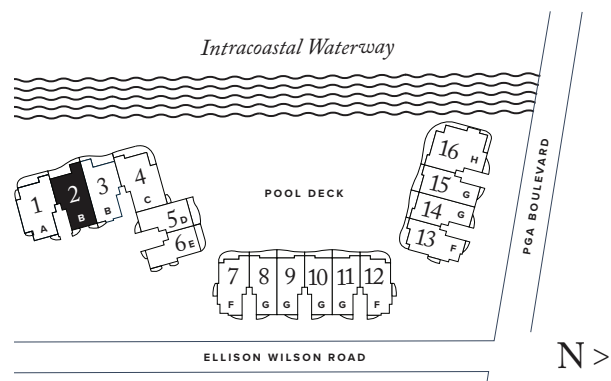 Intracoastal Waterway
PGA BOULEVARD
POOL DECK
1
A
2
B
3
B
4
C
5 D
6 E
7
F
8
G
9
G
10
G
11
G
12
F
16
H
15
G
14
G
13
F
ELLISON WILSON ROAD
N >